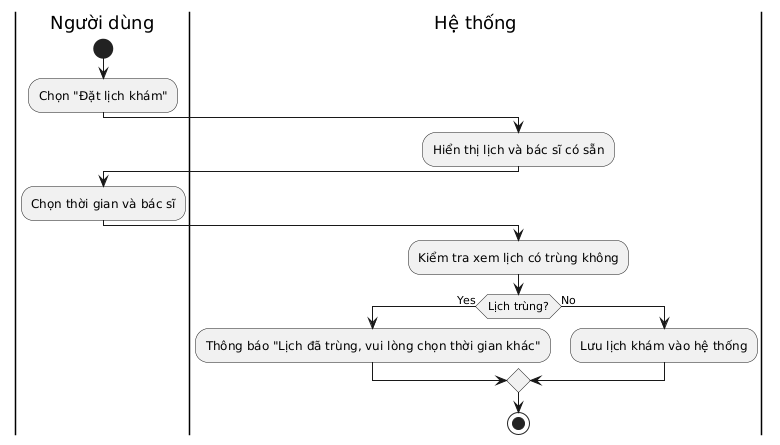 Người dùng
Hệ thống
Chọn "Đặt lịch khám"
Hiển thị lịch và bác sĩ có sẵn
Chọn thời gian và bác sĩ
Kiểm tra xem lịch có trùng không
Yes
Lịch trùng?
No
Thông báo "Lịch đã trùng, vui lòng chọn thời gian khác"
Lưu lịch khám vào hệ thống